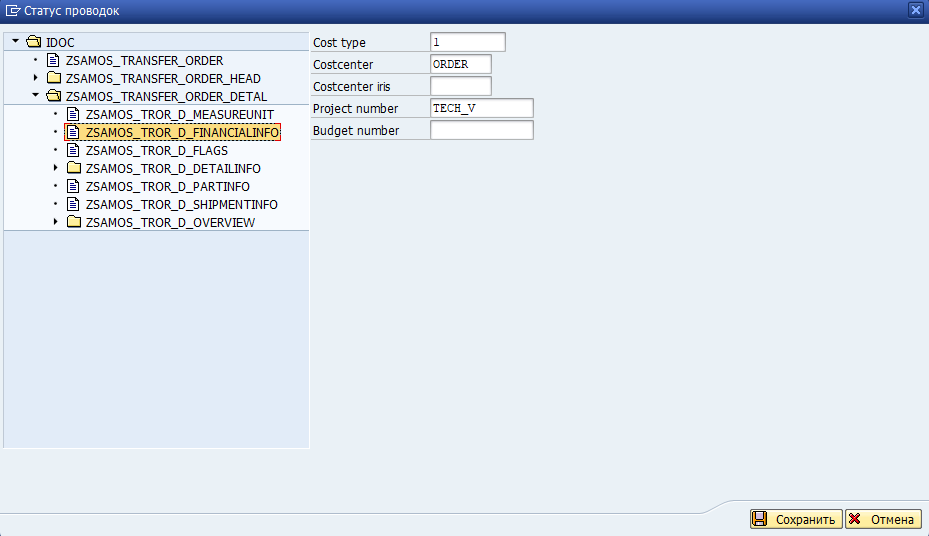 Статус проводок
IDOC
ZSAMOS_TRANSFER_ORDER
ZSAMOS_TRANSFER_ORDER_HEAD
ZSAMOS_TRANSFER_ORDER_DETAL
ZSAMOS_TROR_D_MEASUREUNIT
ZSAMOS_TROR_D_FINANCIALINFO
ZSAMOS_TROR_D_FLAGS
ZSAMOS_TROR_D_DETAILINFO
ZSAMOS_TROR_D_PARTINFO
ZSAMOS_TROR_D_SHIPMENTINFO
ZSAMOS_TROR_D_OVERVIEW
Cost type 1
Costcenter ORDER
Costcenter iris
Project number TECH_V
Budget number
Сохранить Отмена